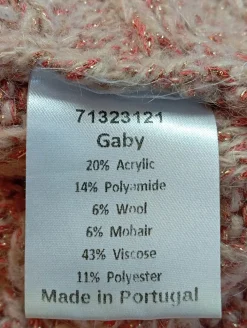 71323121
Gaby
20% Acrylic
14% Polyamide
6% Wool
6% Mohair
43% Viscose
11% Polyester
Made in Portugal